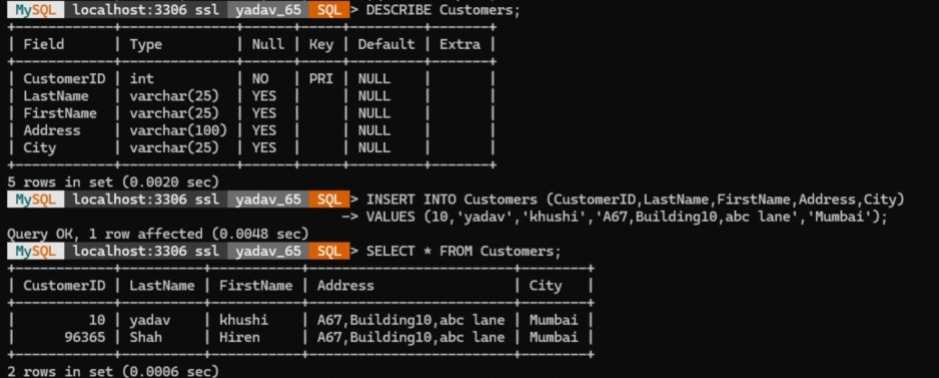 MySQL localhost:3306 ssl yadav_65 SQL > DESCRIBE Customers;
+------------+--------------+------+-----+---------+-------+
| Field | Type | Null | Key | Default | Extra |
+------------+--------------+------+-----+---------+-------+
| CustomerID | int | NO | PRI | NULL | |
| LastName | varchar(25) | YES | | NULL | |
| FirstName | varchar(25) | YES | | NULL | |
| Address | varchar(100) | YES | | NULL | |
| City | varchar(25) | YES | | NULL | |
+------------+--------------+------+-----+---------+-------+
5 rows in set (0.0020 sec)
MySQL localhost:3306 ssl yadav_65 SQL > INSERT INTO Customers (CustomerID,LastName,FirstName,Address,City)
-> VALUES (10,'yadav','khushi','A67,Building10,abc lane','Mumbai');
Query OK, 1 row affected (0.0048 sec)
MySQL localhost:3306 ssl yadav_65 SQL > SELECT * FROM Customers;
+------------+----------+-----------+-------------------------+--------+
| CustomerID | LastName | FirstName | Address | City |
+------------+----------+-----------+-------------------------+--------+
| 10 | yadav | khushi | A67,Building10,abc lane | Mumbai |
| 96365 | Shah | Hiren | A67,Building10,abc lane | Mumbai |
+------------+----------+-----------+-------------------------+--------+
2 rows in set (0.0006 sec)